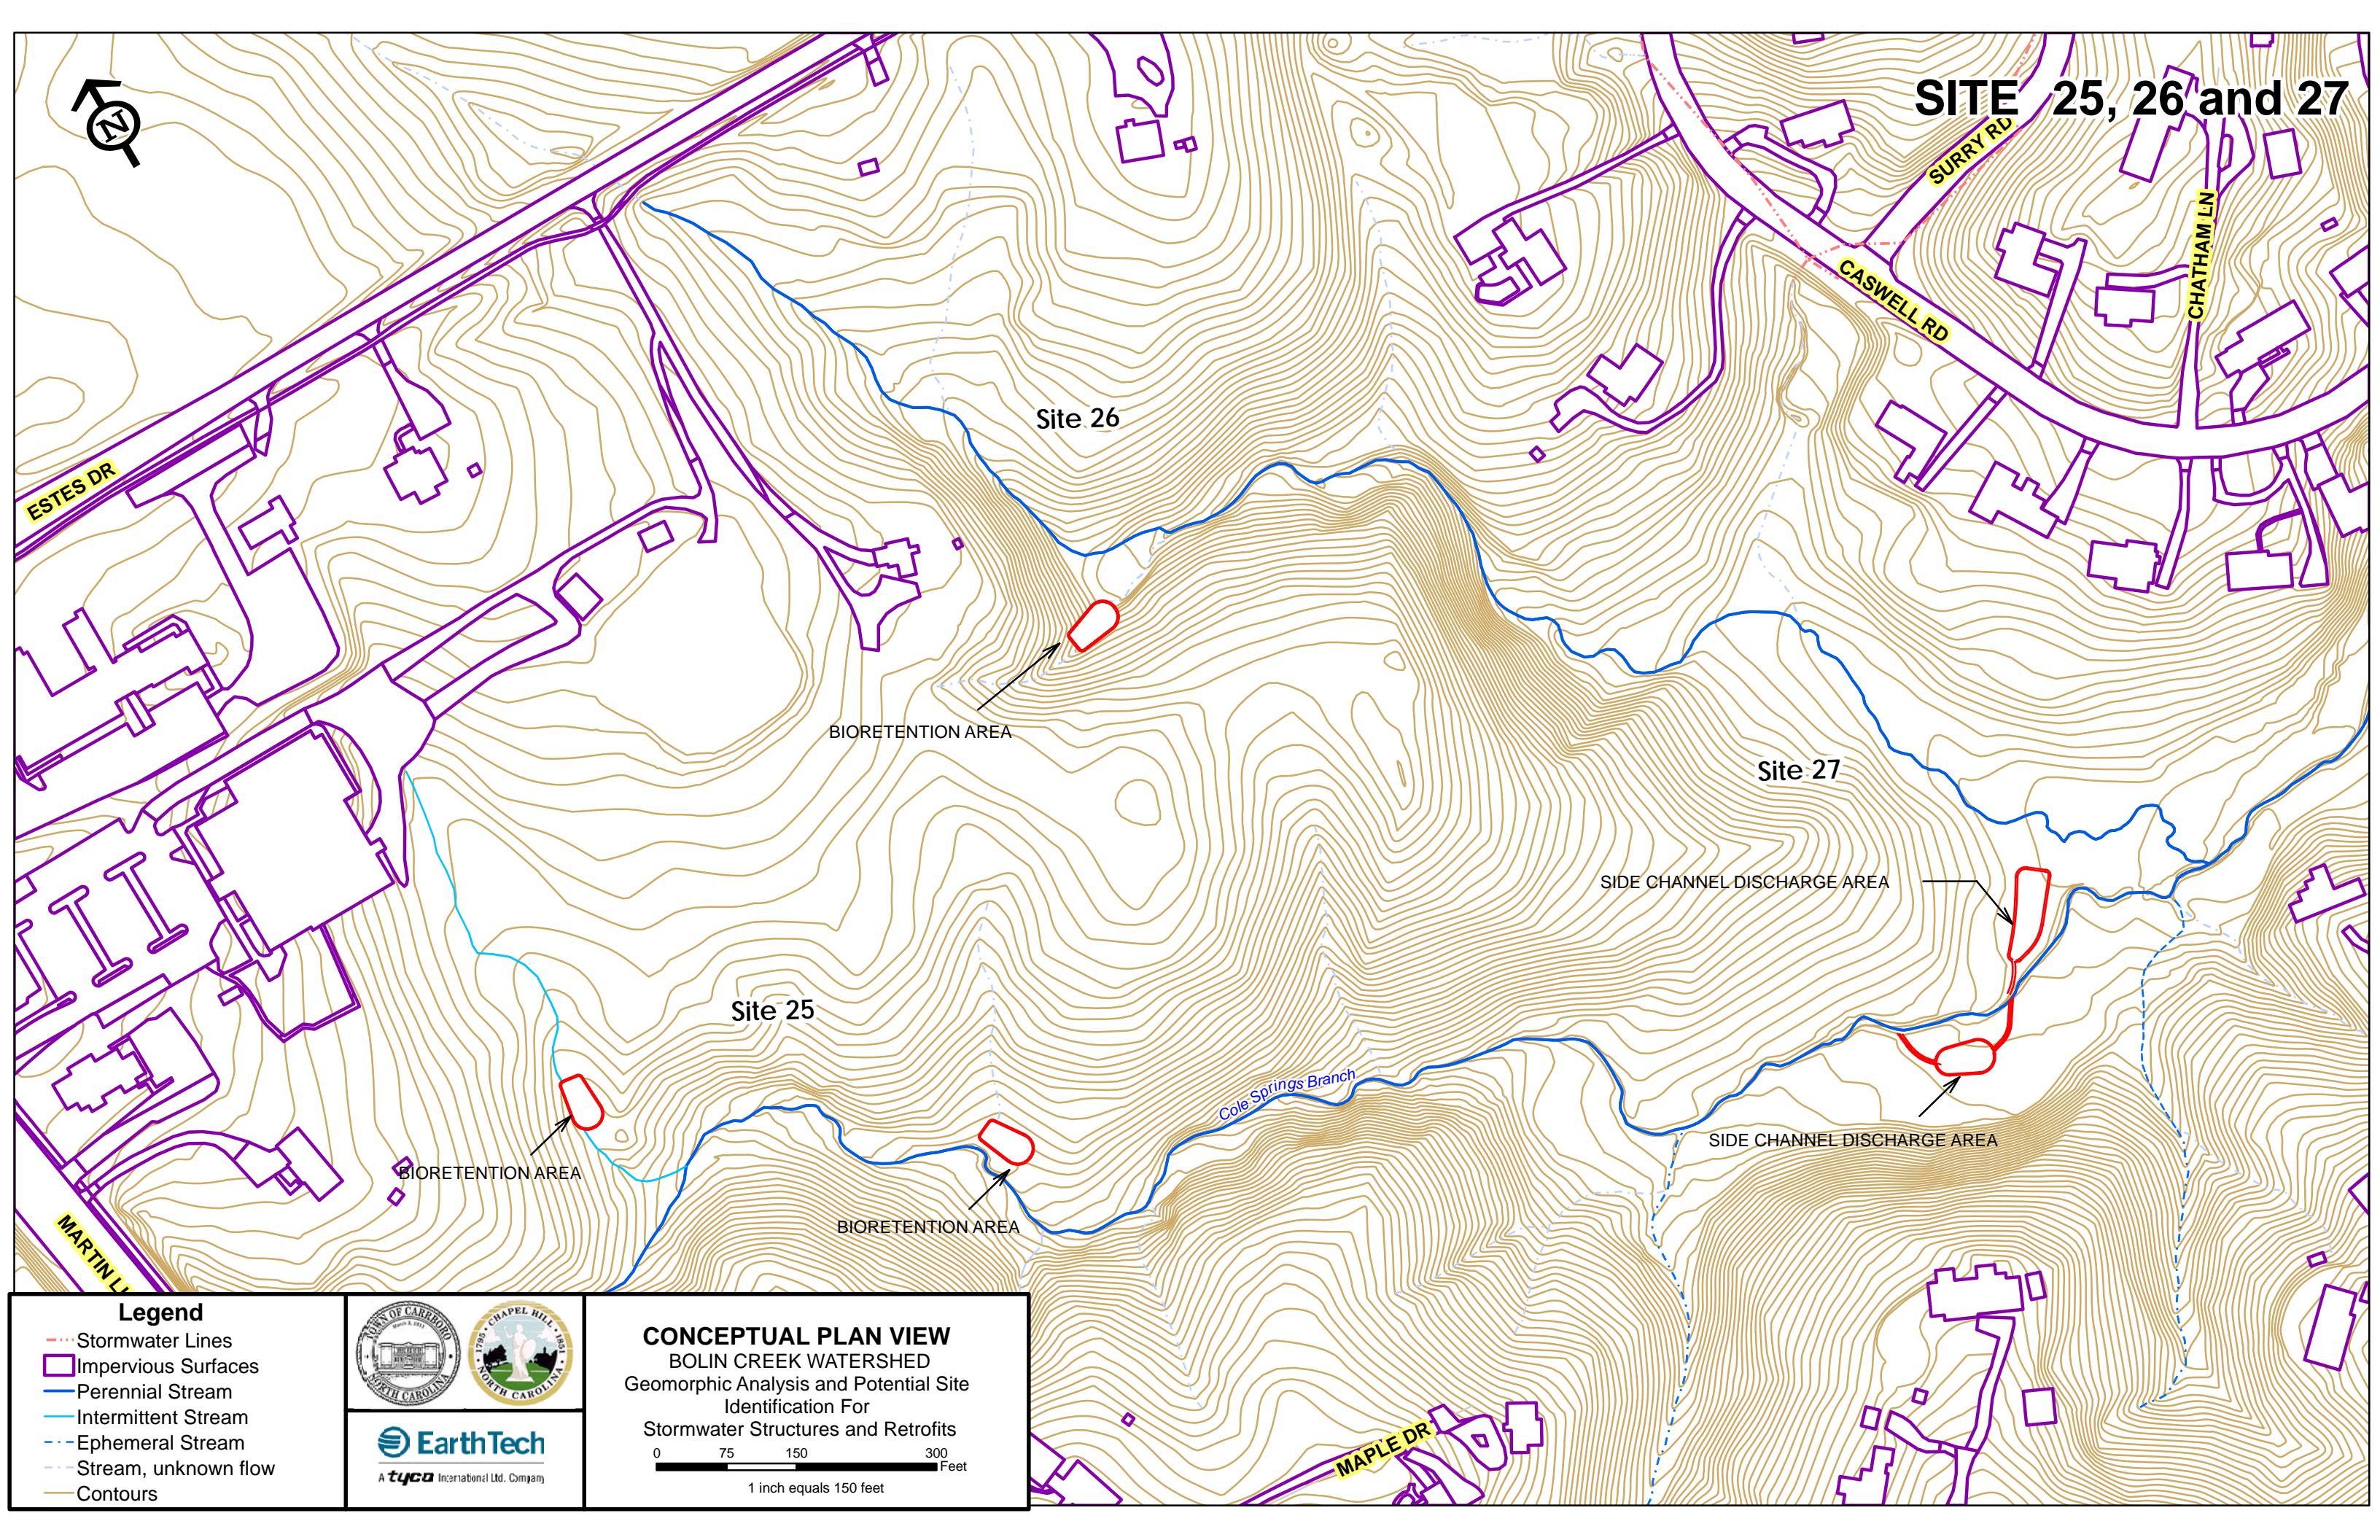 SITE 25, 26 and 27
N
SURRY RD
CHATHAM LN
CASWELL RD
Site 26
ESTES DR
BIORETENTION AREA
Site 27
SIDE CHANNEL DISCHARGE AREA
Site 25
Cole Springs Branch
SIDE CHANNEL DISCHARGE AREA
BIORETENTION AREA
BIORETENTION AREA
MARTIN L
MAPLE DR
Legend
Stormwater Lines
Impervious Surfaces
Perennial Stream
Intermittent Stream
Ephemeral Stream
Stream, unknown flow
Contours
TOWN OF CARRBORO
NORTH CAROLINA
CHAPEL HILL
1795
1851
NORTH CAROLINA
EarthTech
A tyco International Ltd. Company
CONCEPTUAL PLAN VIEW
BOLIN CREEK WATERSHED
Geomorphic Analysis and Potential Site
Identification For
Stormwater Structures and Retrofits
0 75 150 300
Feet
1 inch equals 150 feet